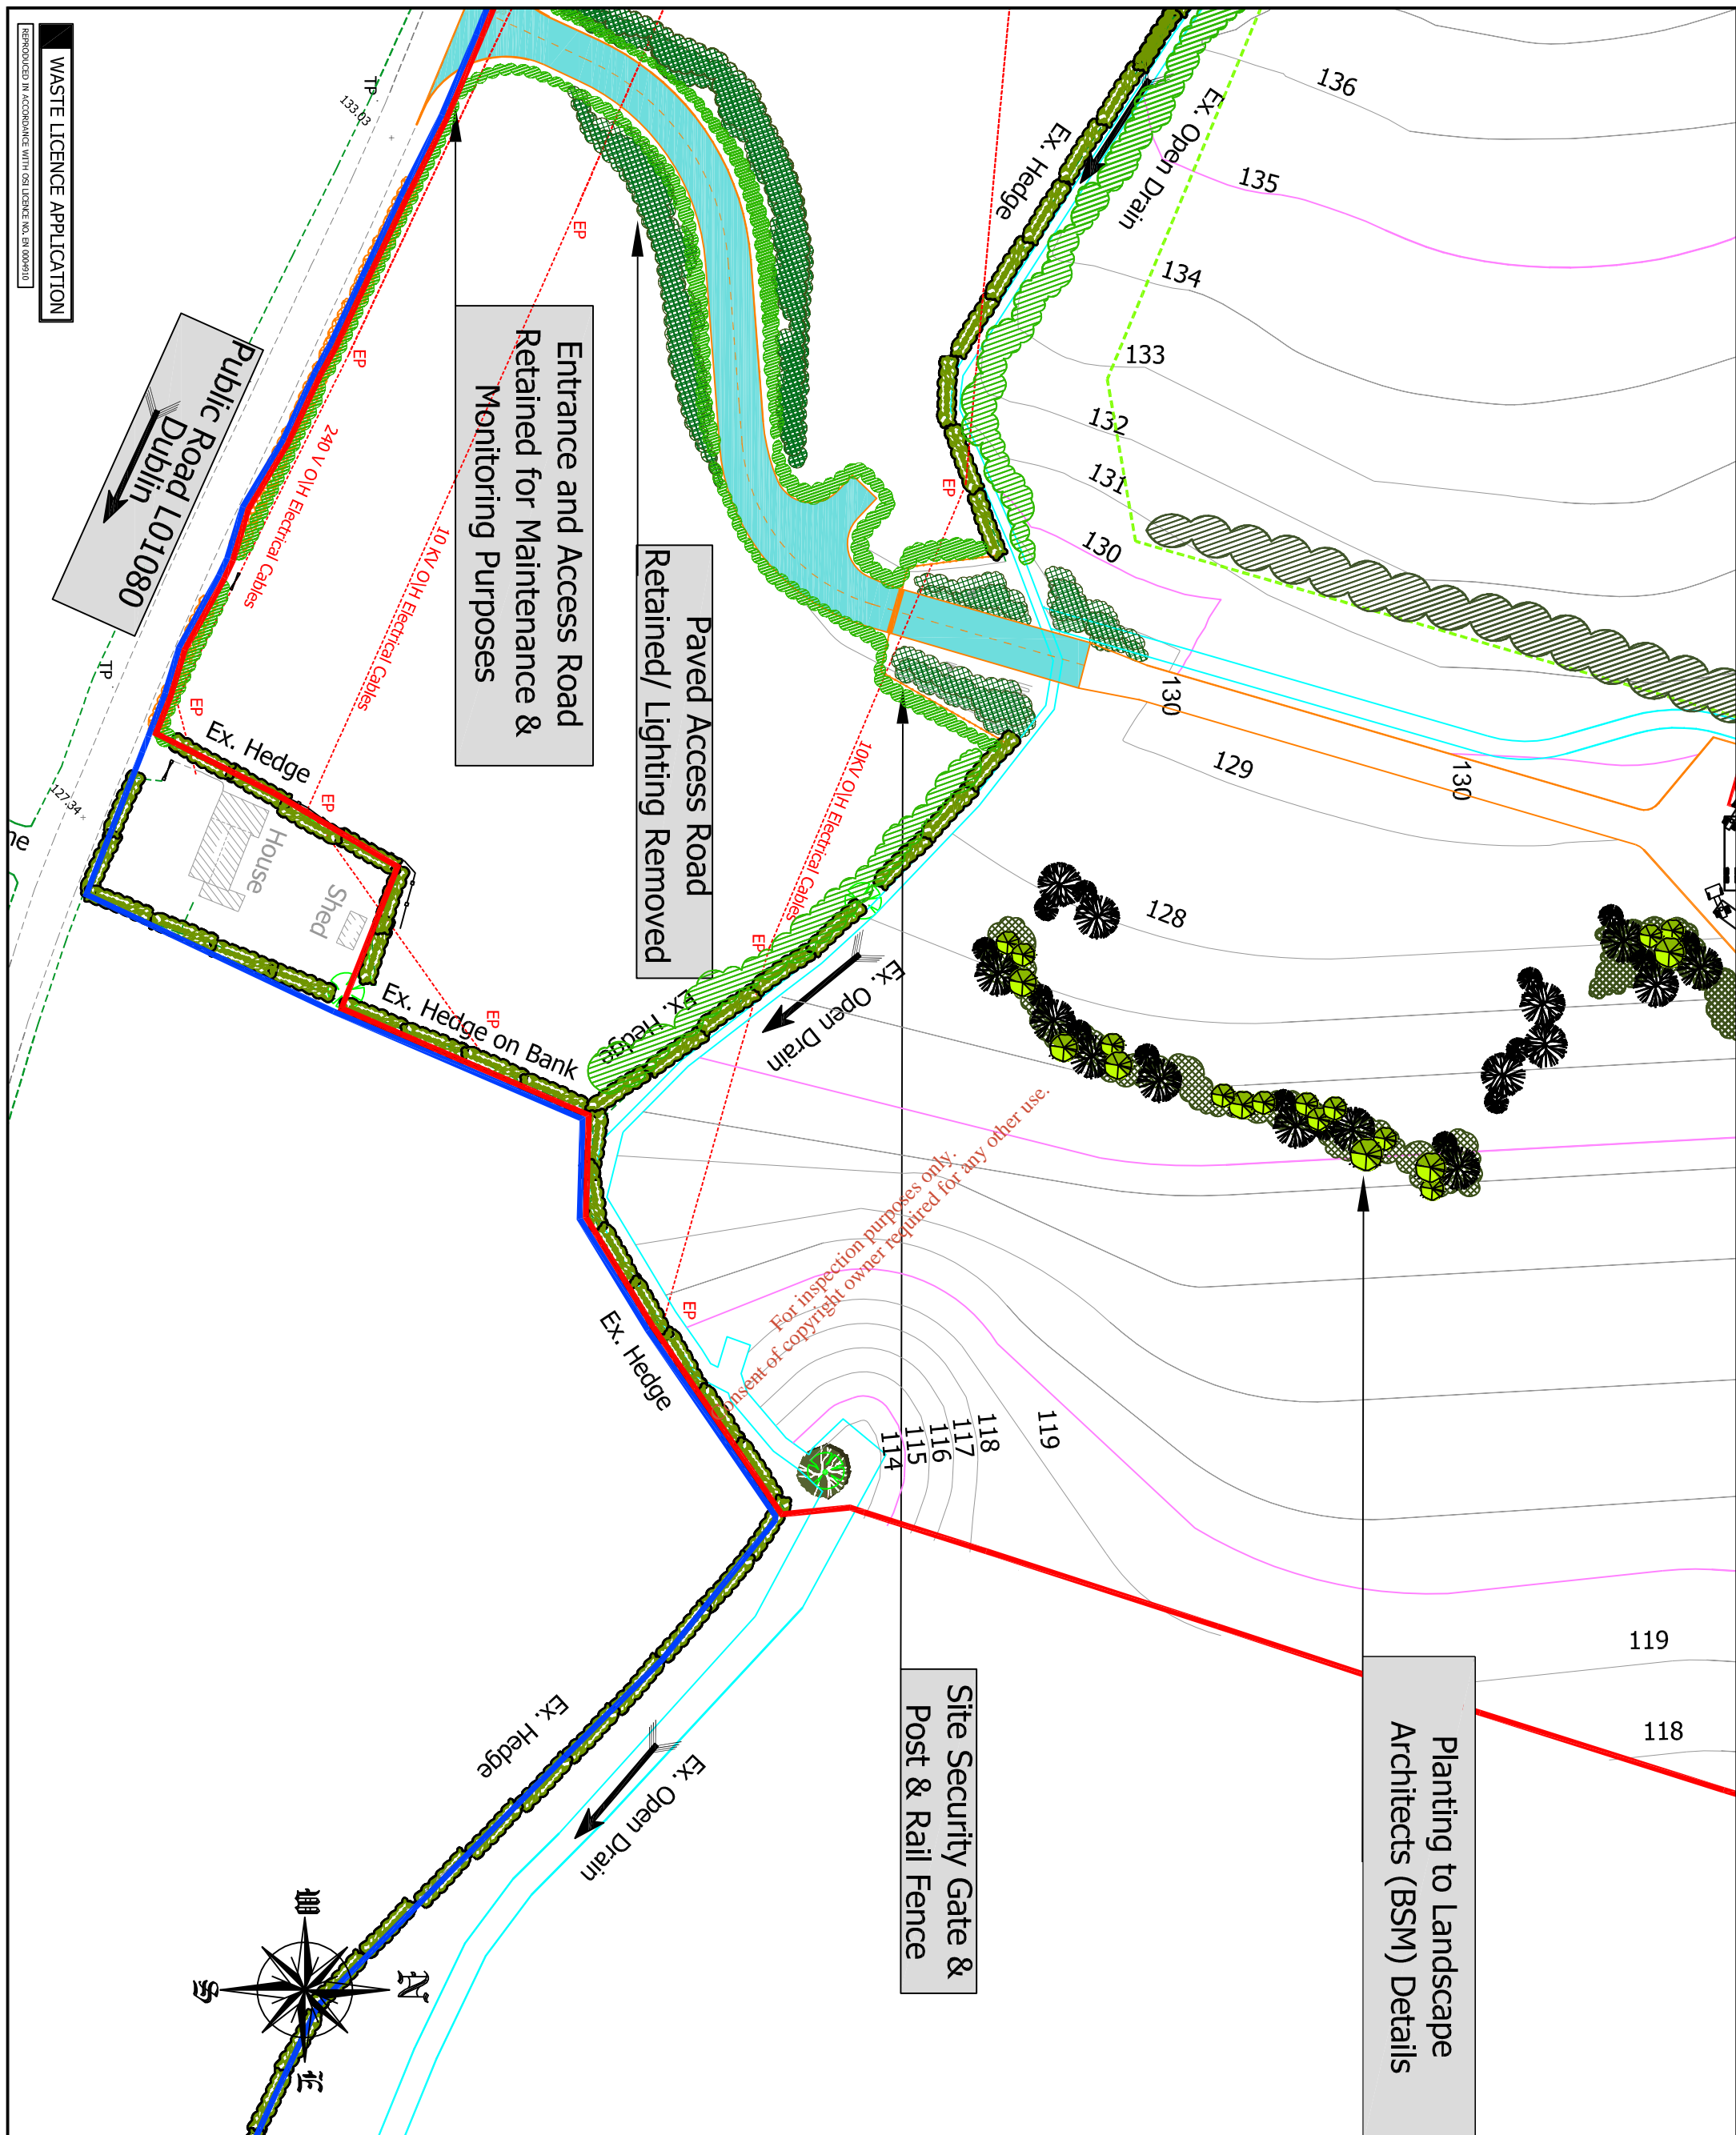 WASTE LICENCE APPLICATION
REPRODUCED IN ACCORDANCE WITH OSI LICENCE NO. EN 0004910
TP
133.03
Public Road L01080
Dublin
TP
127.34
ne
EP
240 V O\H Electrical Cables
EP
10 KV O\H Electrical Cables
EP
EP
Entrance and Access Road
Retained for Maintenance &
Monitoring Purposes
Paved Access Road
Retained/ Lighting Removed
Ex. Hedge
House
Shed
EP
EP
Ex. Hedge on Bank
Ex. Hedge
Ex. Open Drain
EP
10KV O\H Electrical Cables
EP
EP
Ex. Hedge
Ex. Open Drain
136
135
134
133
132
131
130
130
130
129
128
For inspection purposes only.
Consent of copyright owner required for any other use.
114
115
116
117
118
119
119
118
Ex. Hedge
Ex. Hedge
Ex. Open Drain
Site Security Gate &
Post & Rail Fence
Planting to Landscape
Architects (BSM) Details
N
E
S
W